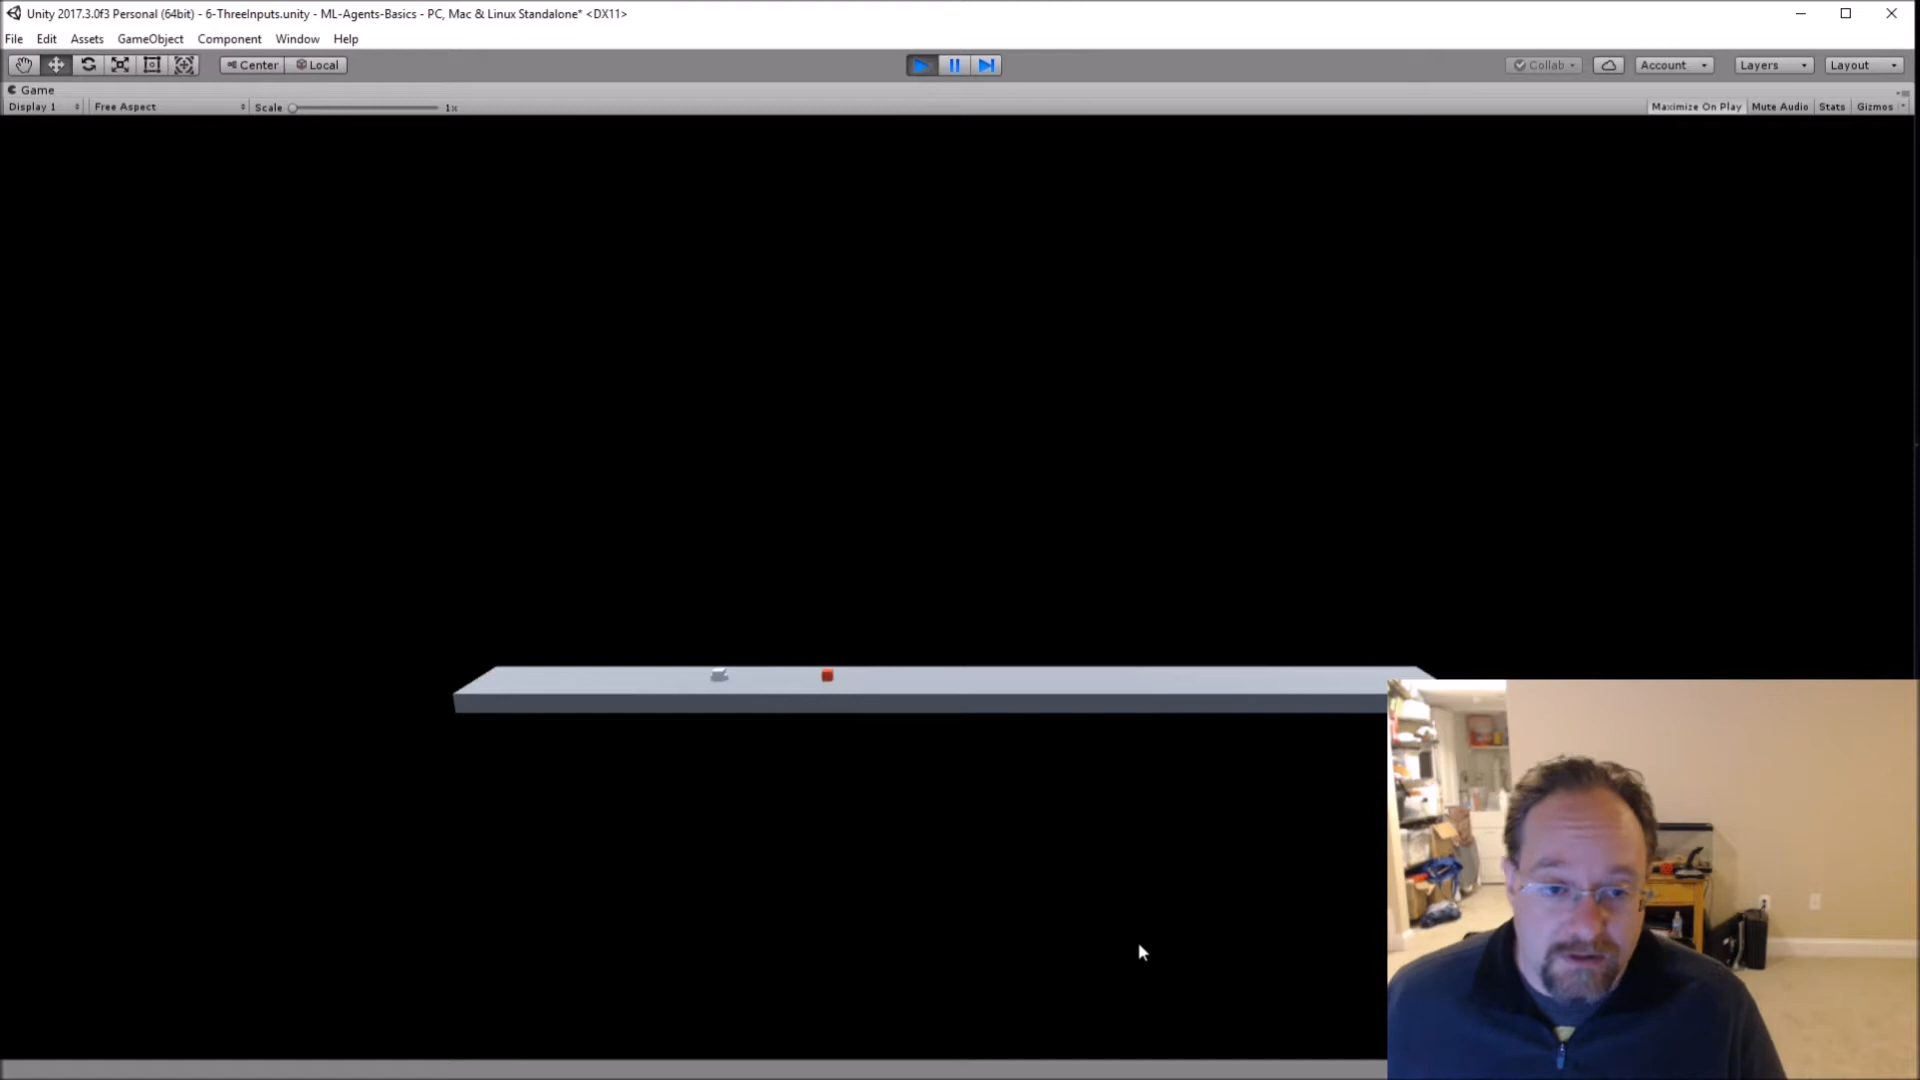 Unity 2017.3.0f3 Personal (64bit) - 6-ThreeInputs.unity - ML-Agents-Basics - PC, Mac & Linux Standalone* <DX11>
File Edit Assets GameObject Component Window Help
Center Local Collab Account Layers Layout
Game
Display 1 Free Aspect Scale 1x Maximize On Play Mute Audio Stats Gizmos